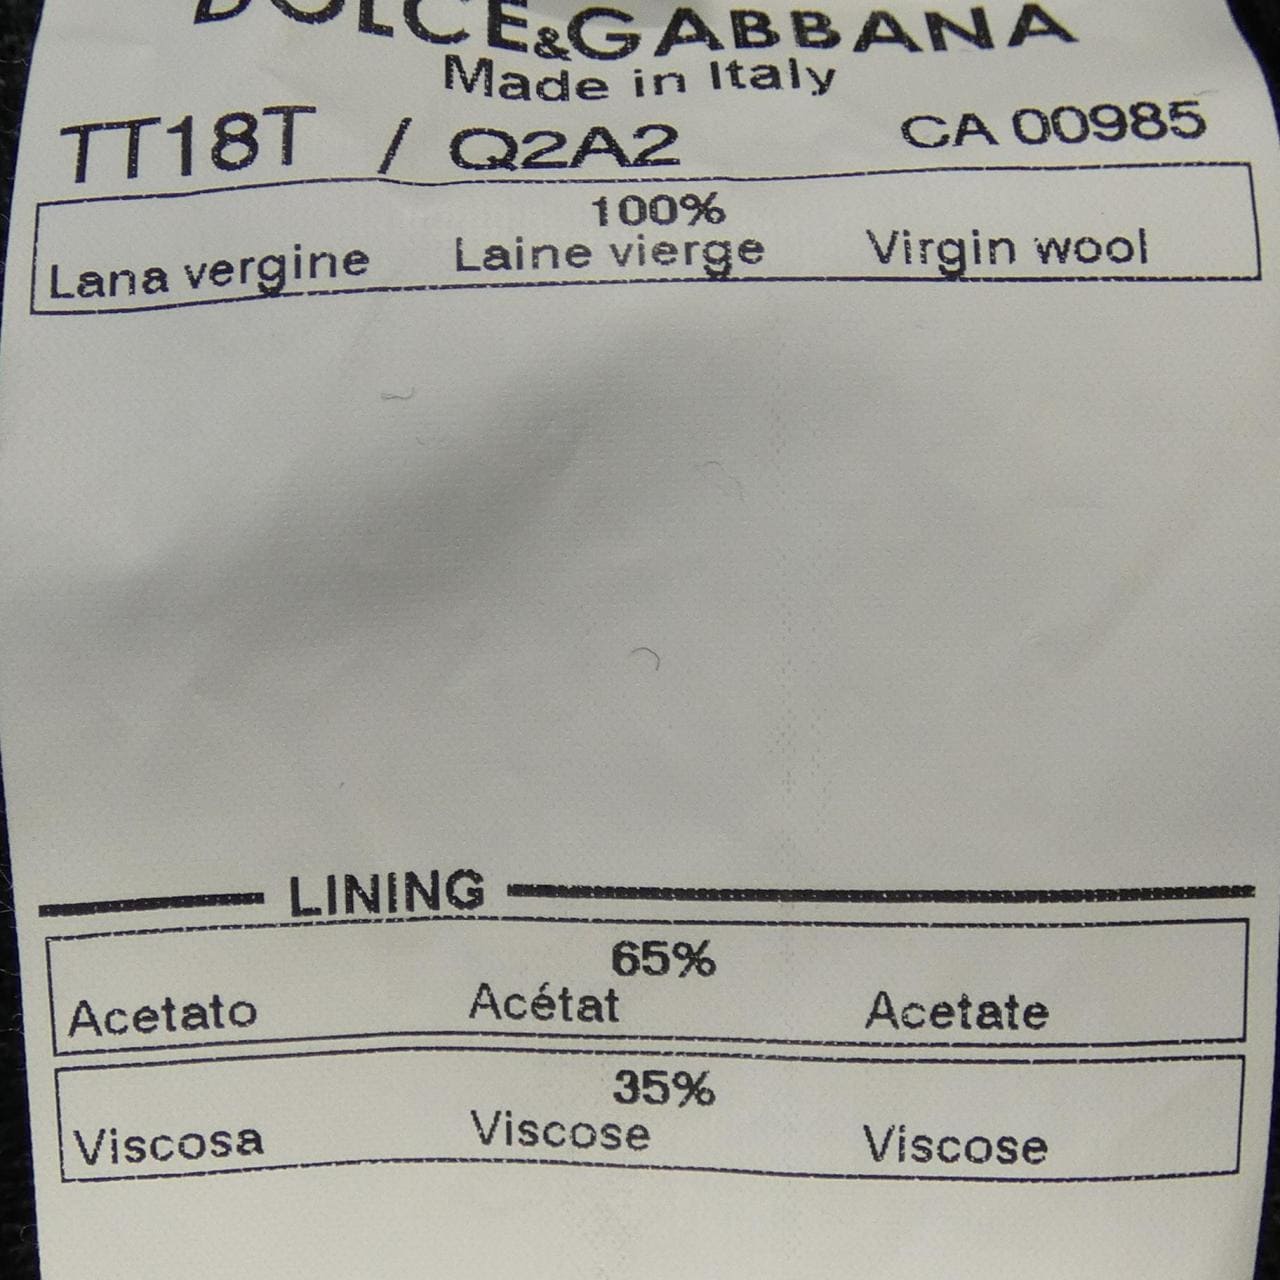 DOLCE&GABBANA
Made in Italy
TT18T / Q2A2 CA 00985
100%
Lana vergine Laine vierge Virgin wool
LINING
65%
Acetato Acétat Acetate
35%
Viscosa Viscose Viscose